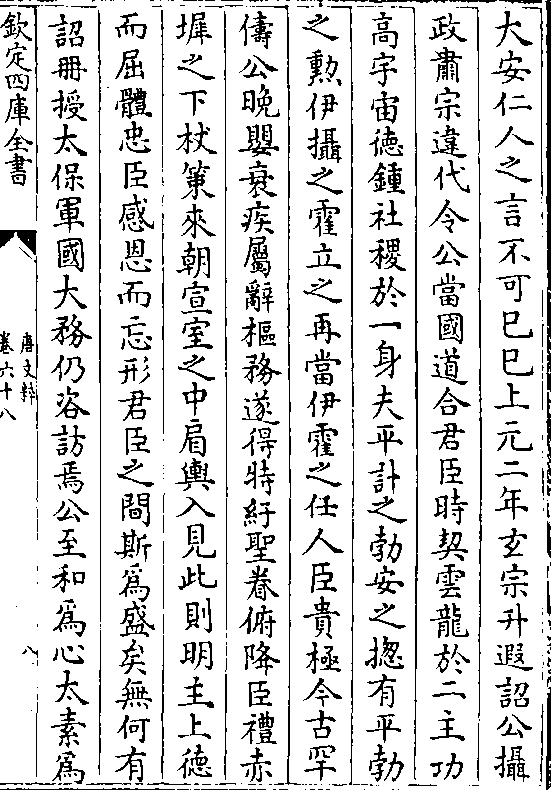 大安仁人之言不可已巳上元二年玄宗升遐詔公攝
政肅宗違代令公當國道合君臣時契雲龍於二主功
高宇宙徳鍾社稷於一身夫平計之勃安之揔有平勃
之勲伊攝之霍立之再當伊霍之任人臣貴極今古罕
儔公晩嬰衰疾屬辭樞務遂得特紆聖眷俯降臣禮赤
墀之下杖策來朝宣室之中肩輿入見此則明主上徳
而屈體忠臣感恩而忘形君臣之間斯為盛矣無何有
詔冊授太保軍國大務仍咨訪焉公至和為心太素為
欽定四庫全書
唐文粹
卷六十八
八